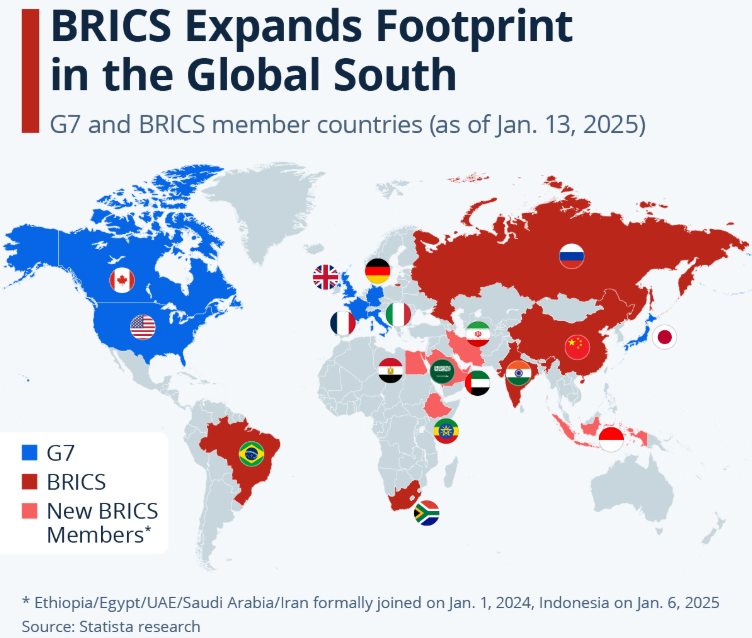 BRICS Expands Footprint
in the Global South
G7 and BRICS member countries (as of Jan. 13, 2025)
G7
BRICS
New BRICS
Members*
* Ethiopia/Egypt/UAE/Saudi Arabia/Iran formally joined on Jan. 1, 2024, Indonesia on Jan. 6, 2025
Source: Statista research